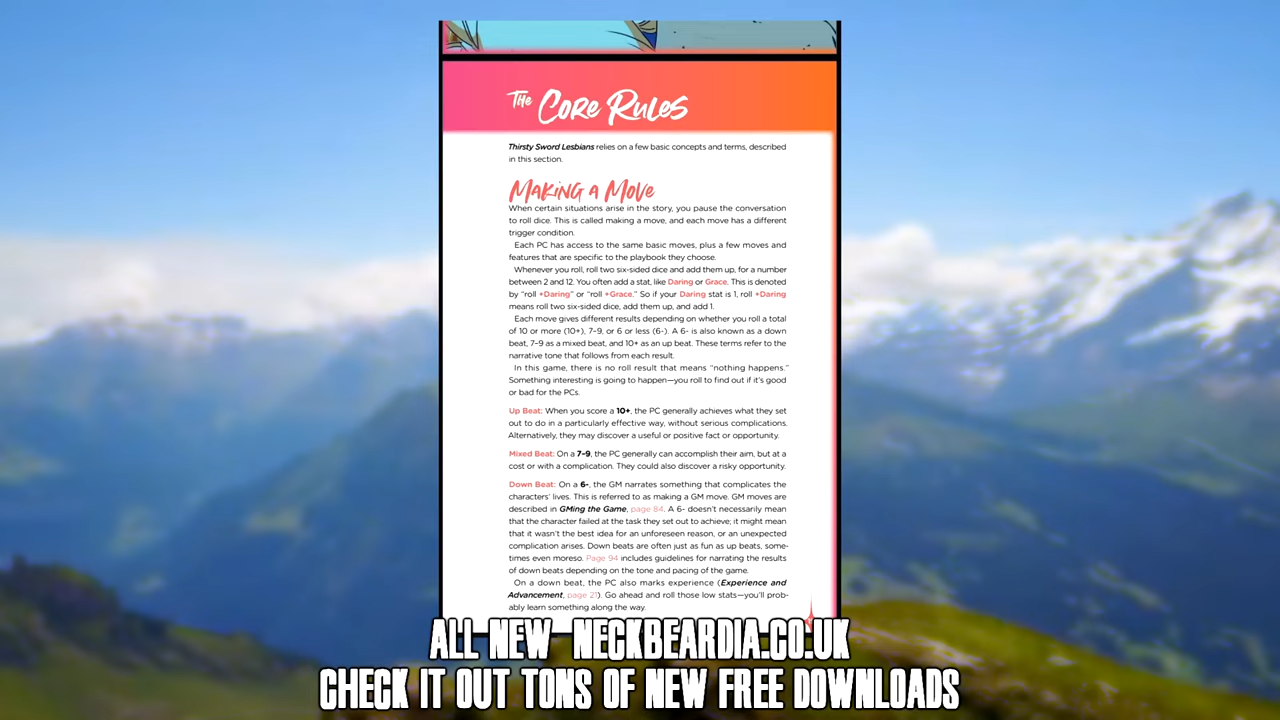 The Core Rules
Thirsty Sword Lesbians relies on a few basic concepts and terms, described
in this section.
Making a Move
When certain situations arise in the story, you pause the conversation
to roll dice. This is called making a move, and each move has a different
trigger condition.
Each PC has access to the same basic moves, plus a few moves and
features that are specific to the playbook they choose.
Whenever you roll, roll two six-sided dice and add them up, for a number
between 2 and 12. You often add a stat, like Daring or Grace. This is denoted
by “roll +Daring” or “roll +Grace.” So if your Daring stat is 1, roll +Daring
means roll two six-sided dice, add them up, and add 1.
Each move gives different results depending on whether you roll a total
of 10 or more (10+), 7–9, or 6 or less (6-). A 6- is also known as a down
beat, 7–9 as a mixed beat, and 10+ as an up beat. These terms refer to the
narrative tone that follows from each result.
In this game, there is no roll result that means “nothing happens.”
Something interesting is going to happen—you roll to find out if it’s good
or bad for the PCs.
Up Beat: When you score a 10+, the PC generally achieves what they set
out to do in a particularly effective way, without serious complications.
Alternatively, they may discover a useful or positive fact or opportunity.
Mixed Beat: On a 7–9, the PC generally can accomplish their aim, but at a
cost or with a complication. They could also discover a risky opportunity.
Down Beat: On a 6-, the GM narrates something that complicates the
characters’ lives. This is referred to as making a GM move. GM moves are
described in GMing the Game, page 84. A 6- doesn’t necessarily mean
that the character failed at the task they set out to achieve; it might mean
that it wasn’t the best idea for an unforeseen reason, or an unexpected
complication arises. Down beats are often just as fun as up beats, some-
times even moreso. Page 94 includes guidelines for narrating the results
of down beats depending on the tone and pacing of the game.
On a down beat, the PC also marks experience (Experience and
Advancement, page 21). Go ahead and roll those low stats—you’ll prob-
ably learn something along the way.
ALL NEW NECKBEARDIA.CO.UK
CHECK IT OUT TONS OF NEW FREE DOWNLOADS